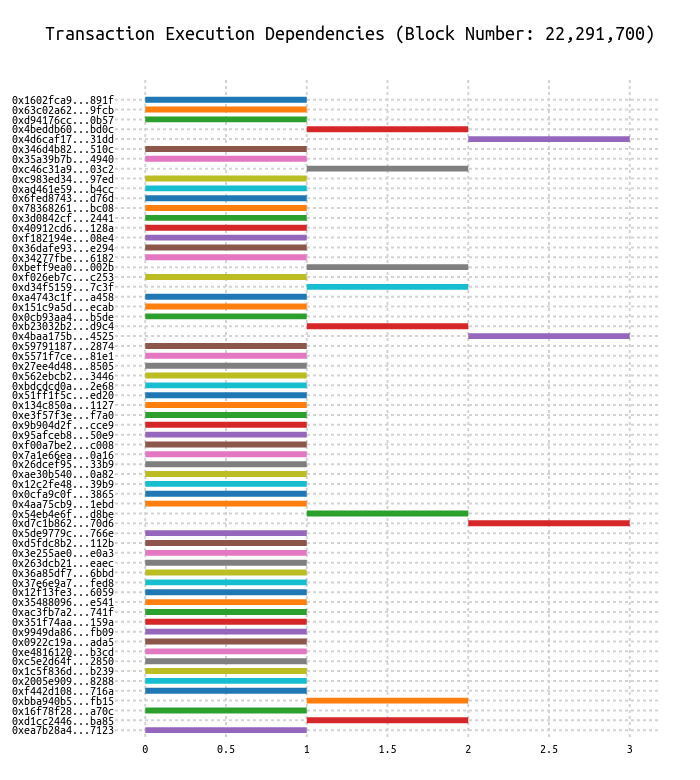 Transaction Execution Dependencies (Block Number: 22,291,700)
0x1602fca9...891f
0x63c02a62...9fcb
0xd94176cc...0b57
0x4beddb60...bd0c
0x4d6caf17...31dd
0x346d4b82...510c
0x35a39b7b...4940
0xc46c31a9...03c2
0xc983ed34...97ed
0xad461e59...b4cc
0x6fed8743...d76d
0x78368261...bc08
0x3d0842cf...2441
0x40912cd6...128a
0xf182194e...08e4
0x36dafe93...e294
0x34277fbe...6182
0xbeff9ea0...002b
0xf026eb7c...c253
0xd34f5159...7c3f
0xa4743c1f...a458
0x151c9a5d...ecab
0x0cb93aa4...b5de
0xb23032b2...d9c4
0x4baa175b...4525
0x59791187...2874
0x5571f7ce...81e1
0x27ee4d48...8505
0x562ebcb2...3446
0xbdcdcd0a...2e68
0x51ff1f5c...ed20
0x134c850a...1127
0xe3f57f3e...f7a0
0x9b904d2f...cce9
0x95afceb8...50e9
0xf00a7be2...c008
0x7a1e66ea...0a16
0x26dcef95...33b9
0xae30b540...0a82
0x12c2fe48...39b9
0x0cfa9c0f...3865
0x4aa75cb9...1ebd
0x54eb4e6f...d8be
0xd7c1b862...70d6
0x5de9779c...766e
0xd5fdc8b2...112b
0x3e255ae0...e0a3
0x263dcb21...eaec
0x36a85df7...6bbd
0x37e6e9a7...fed8
0x12f13fe3...6059
0x35488096...e541
0xac3fb7a2...741f
0x351f74aa...159a
0x9949da86...fb09
0x0922c19a...ada5
0xe4816120...b3cd
0xc5e2d64f...2850
0x1c5f836d...b239
0x2005e909...8288
0xf442d108...716a
0xbba940b5...fb15
0x16f78f28...a70c
0xd1cc2446...ba85
0xea7b28a4...7123
0 0.5 1 1.5 2 2.5 3